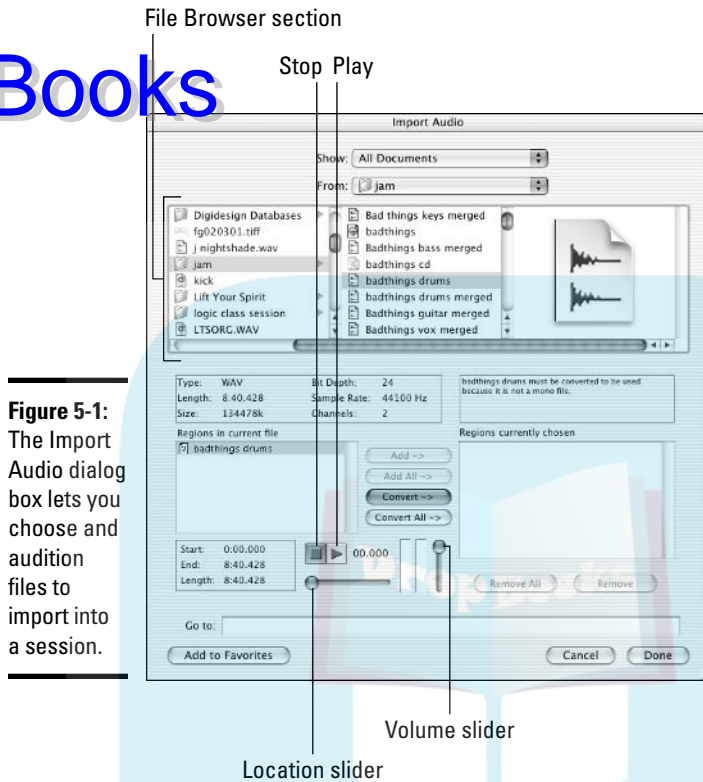 File Browser section
Books
Stop Play
Import Audio
Show: All Documents
From: jam
Digidesign Databases
fg020301.tiff
j nightshade.wav
jam
kick
Lift Your Spirit
logic class session
LTSORG.WAV
Bad things keys merged
badthings
Badthings bass merged
badthings cd
badthings drums
badthings drums merged
Badthings guitar merged
Badthings vox merged
Type: WAV
Length: 8:40.428
Size: 134478k
Bit Depth: 24
Sample Rate: 44100 Hz
Channels: 2
badthings drums must be converted to be used
because it is not a mono file.
Regions in current file
badthings drums
Add ->
Add All ->
Convert ->
Convert All ->
Regions currently chosen
Start: 0:00.000
End: 8:40.428
Length: 8:40.428
00.000
Drop Books
Remove All
Remove
Go to:
Add to Favorites
Cancel
Done
Volume slider
Location slider
Figure 5-1:
The Import
Audio dialog
box lets you
choose and
audition
files to
import into
a session.